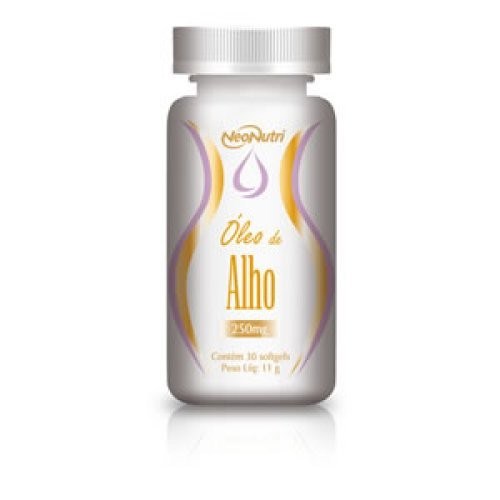 NeoNutri
Óleo de
Alho
250mg
Contém 30 softgels
Peso Líq: 11 g